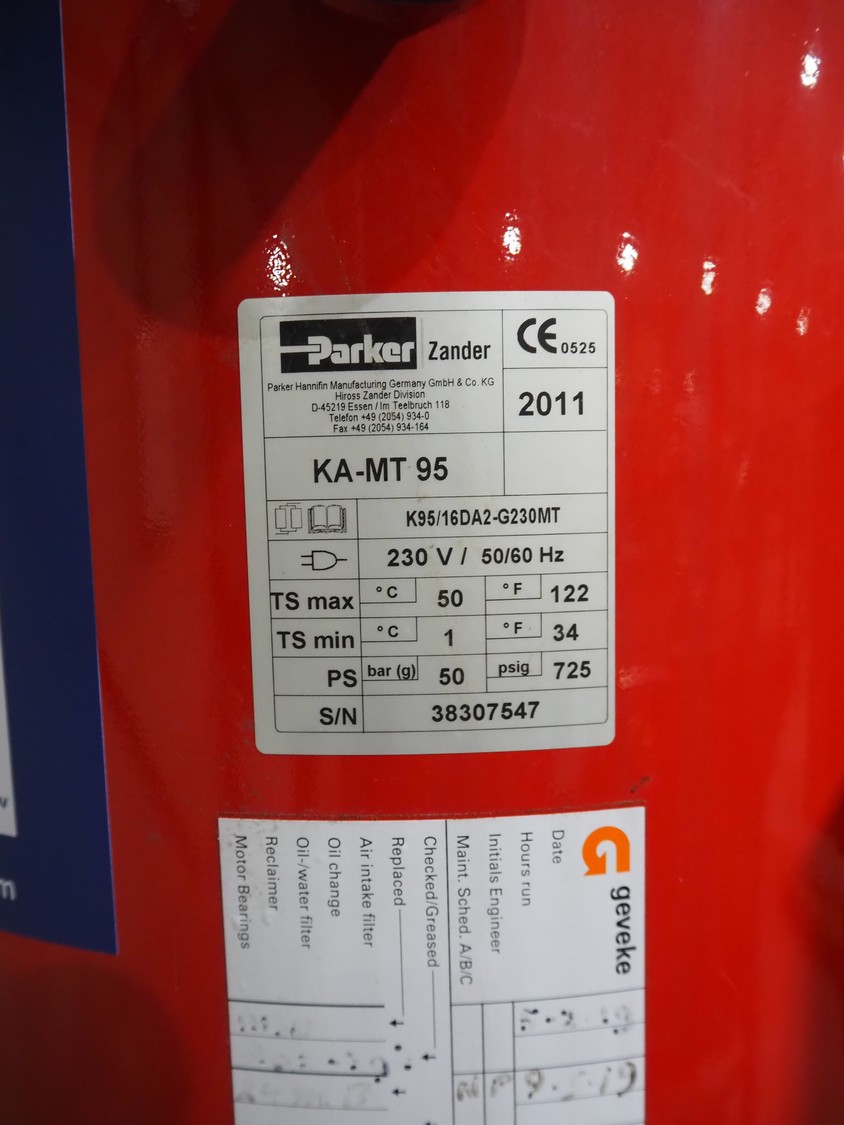 Parker Zander
CE 0525
Parker Hannifin Manufacturing Germany GmbH & Co. KG
Hiross Zander Division
D-45219 Essen / Im Teelbruch 118
Telefon +49 (2054) 934-0
Fax +49 (2054) 934-164
2011
KA-MT 95
K95/16DA2-G230MT
230 V / 50/60 Hz
TS max °C 50 °F 122
TS min °C 1 °F 34
PS bar (g) 50 psig 725
S/N 38307547
geveke
Date
Hours run
Initials Engineer
Maint. Sched. A/B/C
Checked/Greased
Replaced
Air intake filter
Oil change
Oil-/water filter
Reclaimer
Motor Bearings